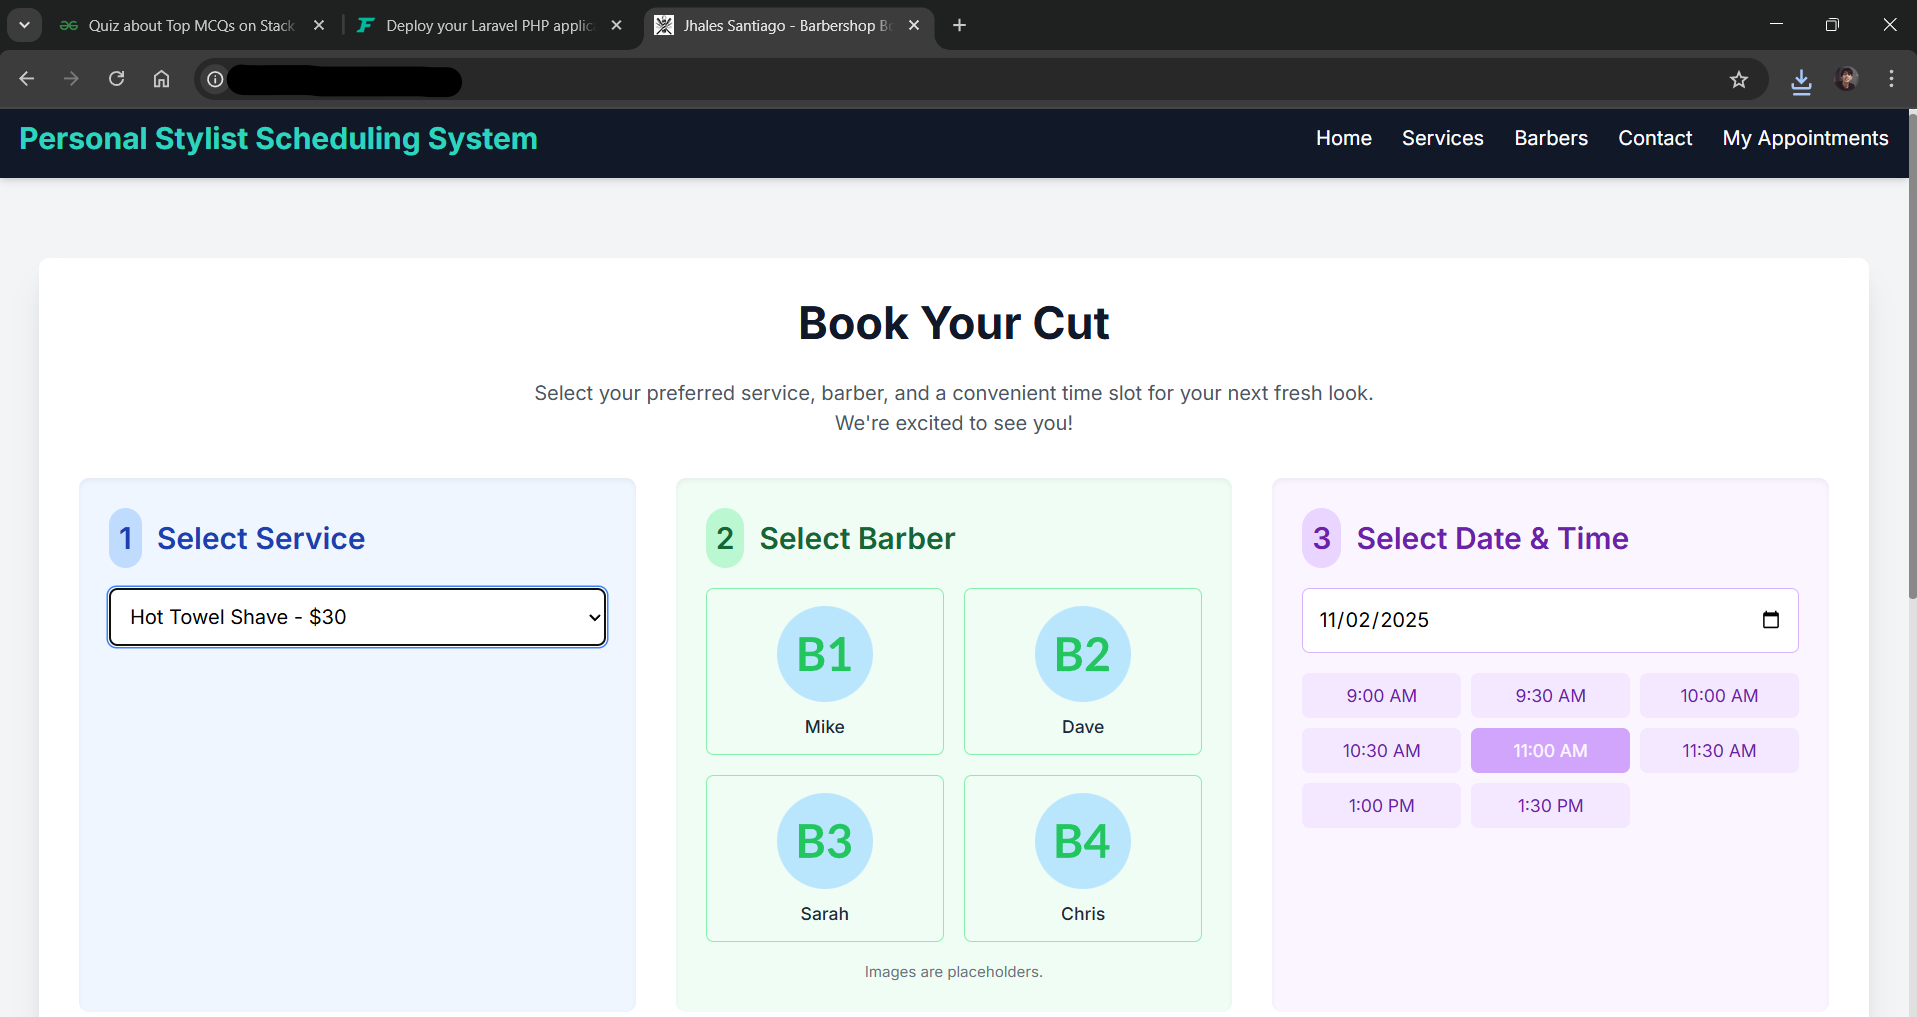 Quiz about Top MCQs on Stack
Deploy your Laravel PHP applic
Jhales Santiago - Barbershop Bo
Personal Stylist Scheduling System
Home Services Barbers Contact My Appointments
Book Your Cut
Select your preferred service, barber, and a convenient time slot for your next fresh look.
We're excited to see you!
1 Select Service
Hot Towel Shave - $30
2 Select Barber
B1 B2
Mike Dave
B3 B4
Sarah Chris
Images are placeholders.
3 Select Date & Time
11/02/2025
9:00 AM 9:30 AM 10:00 AM
10:30 AM 11:00 AM 11:30 AM
1:00 PM 1:30 PM